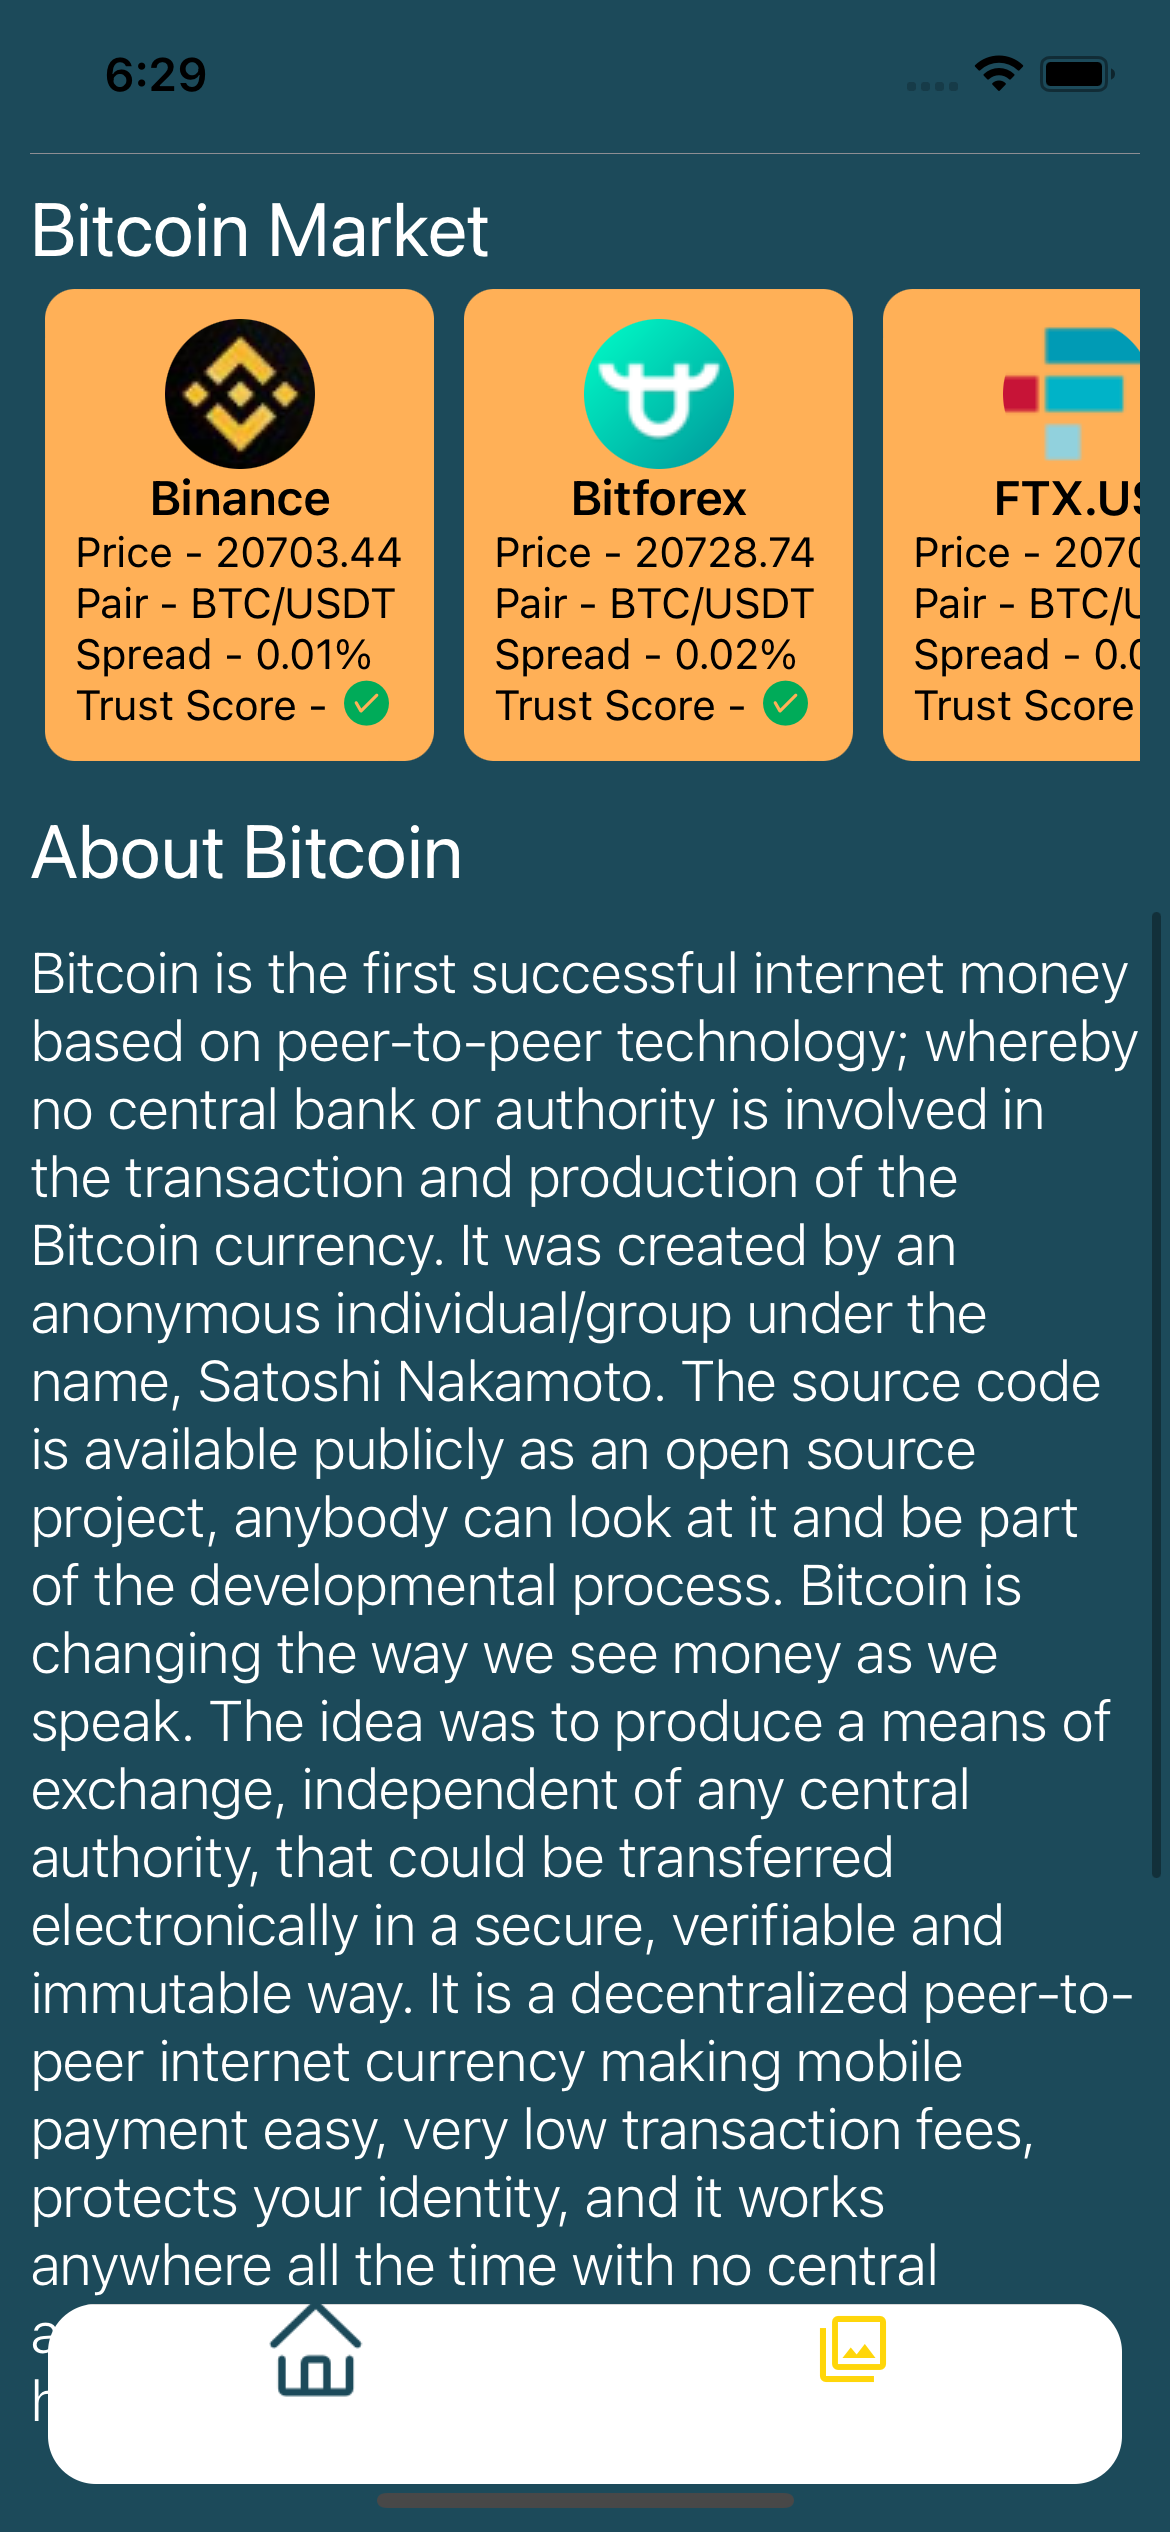 6:29
Bitcoin Market
Binance
Price - 20703.44
Pair - BTC/USDT
Spread - 0.01%
Trust Score -
Bitforex
Price - 20728.74
Pair - BTC/USDT
Spread - 0.02%
Trust Score -
FTX.US
Price - 2070
Pair - BTC/U
Spread - 0.0
Trust Score
About Bitcoin
Bitcoin is the first successful internet money
based on peer-to-peer technology; whereby
no central bank or authority is involved in
the transaction and production of the
Bitcoin currency. It was created by an
anonymous individual/group under the
name, Satoshi Nakamoto. The source code
is available publicly as an open source
project, anybody can look at it and be part
of the developmental process. Bitcoin is
changing the way we see money as we
speak. The idea was to produce a means of
exchange, independent of any central
authority, that could be transferred
electronically in a secure, verifiable and
immutable way. It is a decentralized peer-to-
peer internet currency making mobile
payment easy, very low transaction fees,
protects your identity, and it works
anywhere all the time with no central